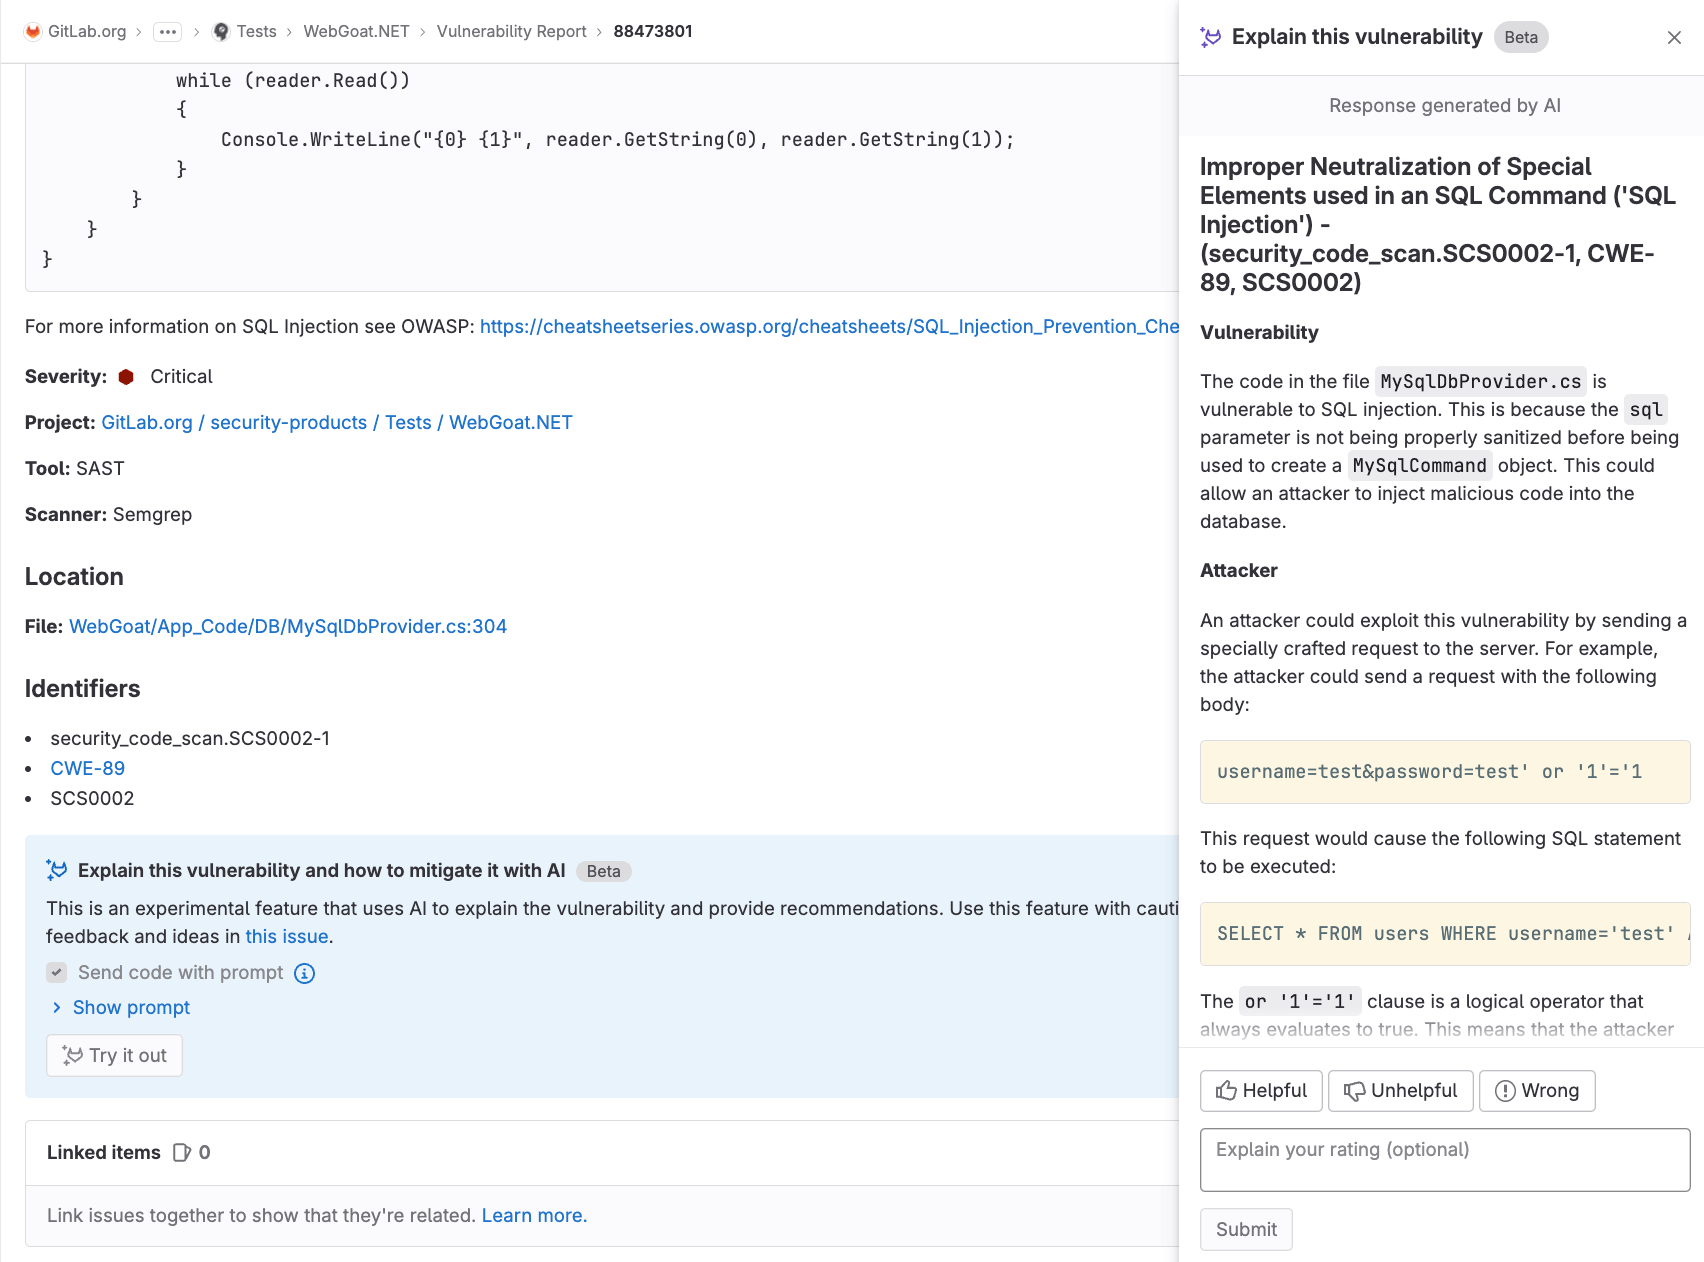 GitLab.org › ••• › Tests › WebGoat.NET › Vulnerability Report › 88473801
while (reader.Read())
{
Console.WriteLine("{0} {1}", reader.GetString(0), reader.GetString(1));
}
}
}
}
For more information on SQL Injection see OWASP: https://cheatsheetseries.owasp.org/cheatsheets/SQL_Injection_Prevention_Che
Severity: Critical
Project: GitLab.org / security-products / Tests / WebGoat.NET
Tool: SAST
Scanner: Semgrep
Location
File: WebGoat/App_Code/DB/MySqlDbProvider.cs:304
Identifiers
• security_code_scan.SCS0002-1
• CWE-89
• SCS0002
Explain this vulnerability and how to mitigate it with AI Beta
This is an experimental feature that uses AI to explain the vulnerability and provide recommendations. Use this feature with cauti
feedback and ideas in this issue.
Send code with prompt
Show prompt
Try it out
Linked items 0
Link issues together to show that they're related. Learn more.
Explain this vulnerability Beta
Response generated by AI
Improper Neutralization of Special
Elements used in an SQL Command ('SQL
Injection') -
(security_code_scan.SCS0002-1, CWE-
89, SCS0002)
Vulnerability
The code in the file MySqlDbProvider.cs is
vulnerable to SQL injection. This is because the sql
parameter is not being properly sanitized before being
used to create a MySqlCommand object. This could
allow an attacker to inject malicious code into the
database.
Attacker
An attacker could exploit this vulnerability by sending a
specially crafted request to the server. For example,
the attacker could send a request with the following
body:
username=test&password=test' or '1'='1
This request would cause the following SQL statement
to be executed:
SELECT * FROM users WHERE username='test'
The or '1'='1' clause is a logical operator that
always evaluates to true. This means that the attacker
Helpful
Unhelpful
Wrong
Explain your rating (optional)
Submit